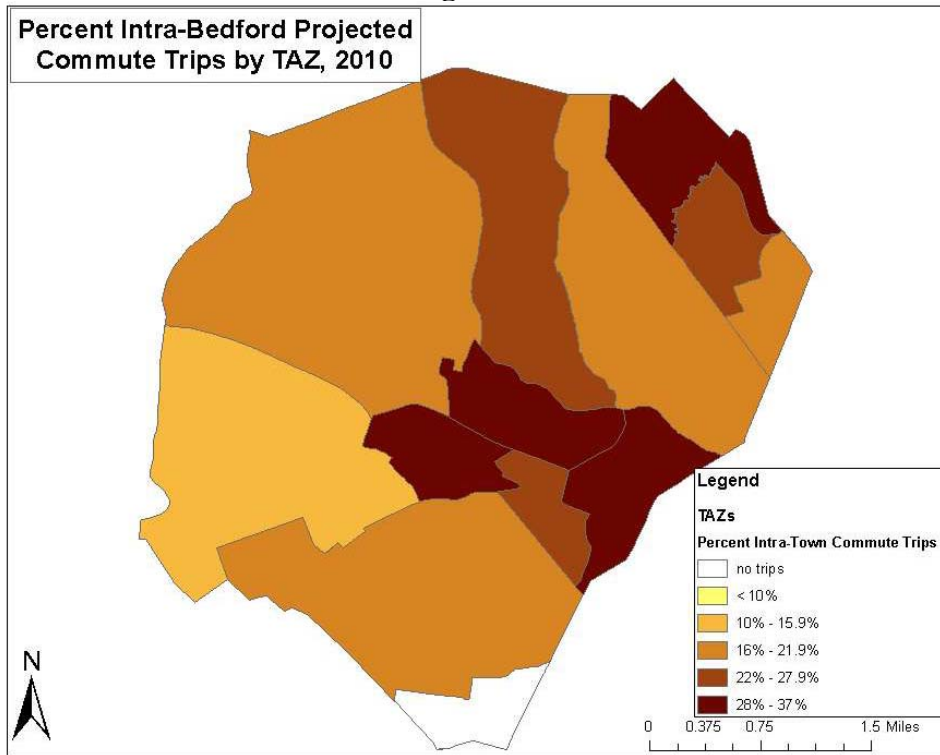 Percent Intra-Bedford Projected
Commute Trips by TAZ, 2010
Legend
TAZs
Percent Intra-Town Commute Trips
no trips
< 10%
10% - 15.9%
16% - 21.9%
22% - 27.9%
28% - 37%
N
0 0.375 0.75 1.5 Miles